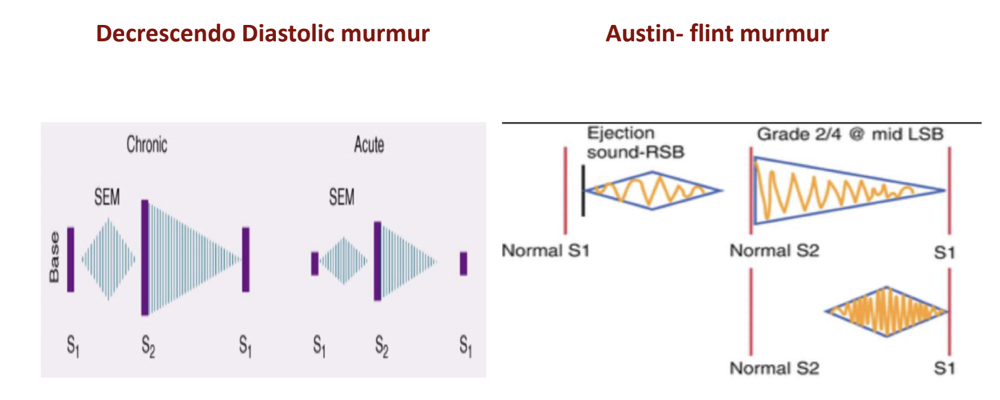 Decrescendo Diastolic murmur
Austin- flint murmur
Chronic
Acute
SEM
SEM
Base
S1
S2
S1
S1
S2
S1
Ejection
sound-RSB
Grade 2/4 @ mid LSB
Normal S1
Normal S2
S1
Normal S2
S1